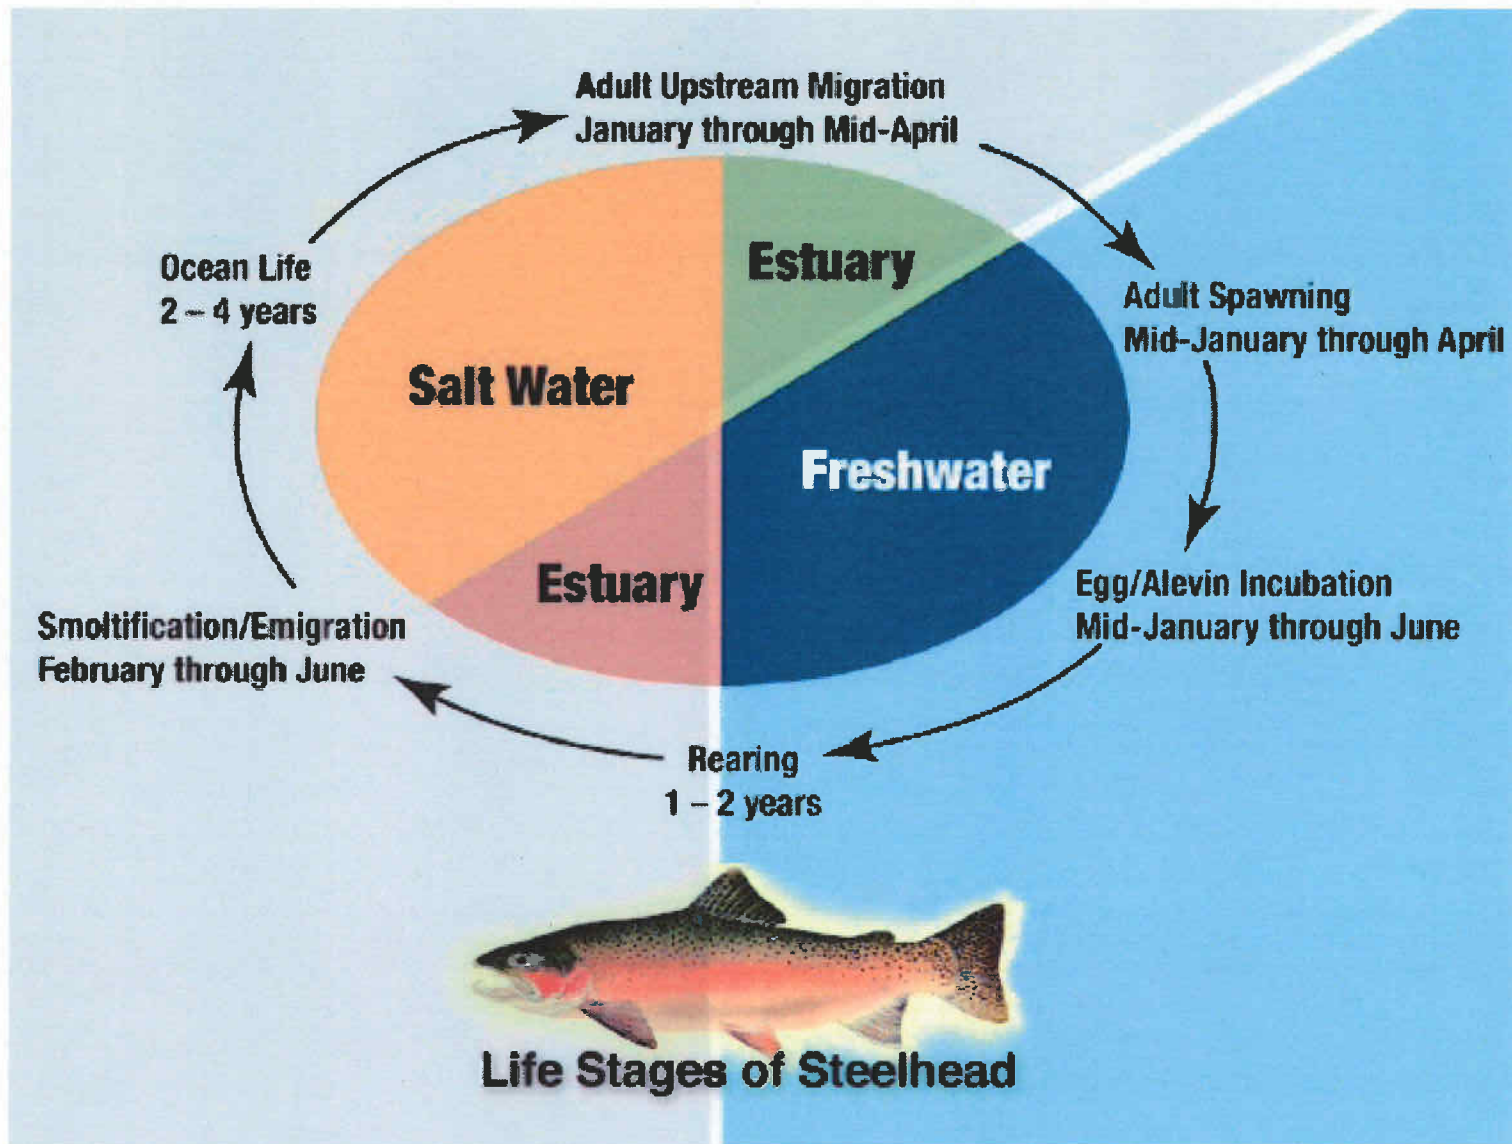 Adult Upstream Migration
January through Mid-April
Estuary
Ocean Life
2 – 4 years
Adult Spawning
Mid-January through April
Salt Water
Freshwater
Estuary
Egg/Alevin Incubation
Mid-January through June
Smoltification/Emigration
February through June
Rearing
1 – 2 years
Life Stages of Steelhead